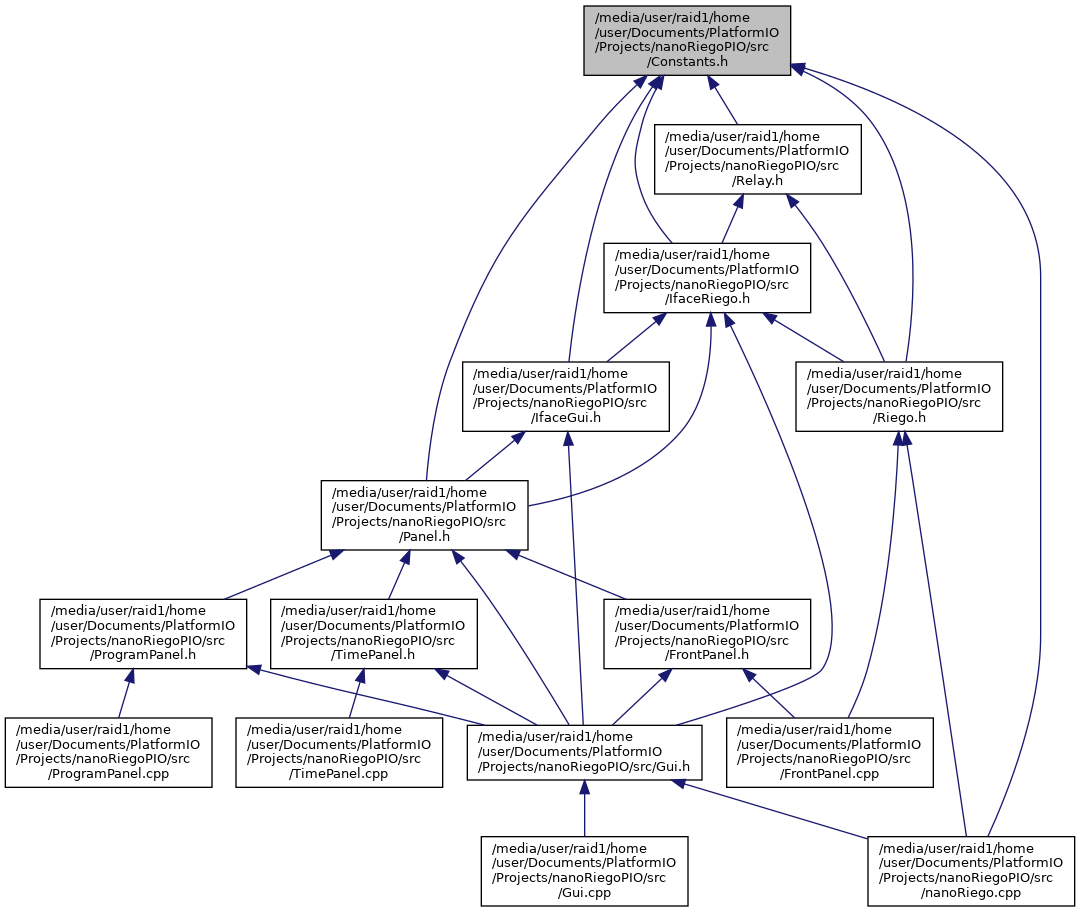 /media/user/raid1/home
/user/Documents/PlatformIO
/Projects/nanoRiegoPIO/src
/Constants.h
/media/user/raid1/home
/user/Documents/PlatformIO
/Projects/nanoRiegoPIO/src
/Relay.h
/media/user/raid1/home
/user/Documents/PlatformIO
/Projects/nanoRiegoPIO/src
/IfaceRiego.h
/media/user/raid1/home
/user/Documents/PlatformIO
/Projects/nanoRiegoPIO/src
/IfaceGui.h
/media/user/raid1/home
/user/Documents/PlatformIO
/Projects/nanoRiegoPIO/src
/Riego.h
/media/user/raid1/home
/user/Documents/PlatformIO
/Projects/nanoRiegoPIO/src
/Panel.h
/media/user/raid1/home
/user/Documents/PlatformIO
/Projects/nanoRiegoPIO/src
/ProgramPanel.h
/media/user/raid1/home
/user/Documents/PlatformIO
/Projects/nanoRiegoPIO/src
/TimePanel.h
/media/user/raid1/home
/user/Documents/PlatformIO
/Projects/nanoRiegoPIO/src
/FrontPanel.h
/media/user/raid1/home
/user/Documents/PlatformIO
/Projects/nanoRiegoPIO/src
/ProgramPanel.cpp
/media/user/raid1/home
/user/Documents/PlatformIO
/Projects/nanoRiegoPIO/src
/TimePanel.cpp
/media/user/raid1/home
/user/Documents/PlatformIO
/Projects/nanoRiegoPIO/src/Gui.h
/media/user/raid1/home
/user/Documents/PlatformIO
/Projects/nanoRiegoPIO/src
/FrontPanel.cpp
/media/user/raid1/home
/user/Documents/PlatformIO
/Projects/nanoRiegoPIO/src
/Gui.cpp
/media/user/raid1/home
/user/Documents/PlatformIO
/Projects/nanoRiegoPIO/src
/nanoRiego.cpp